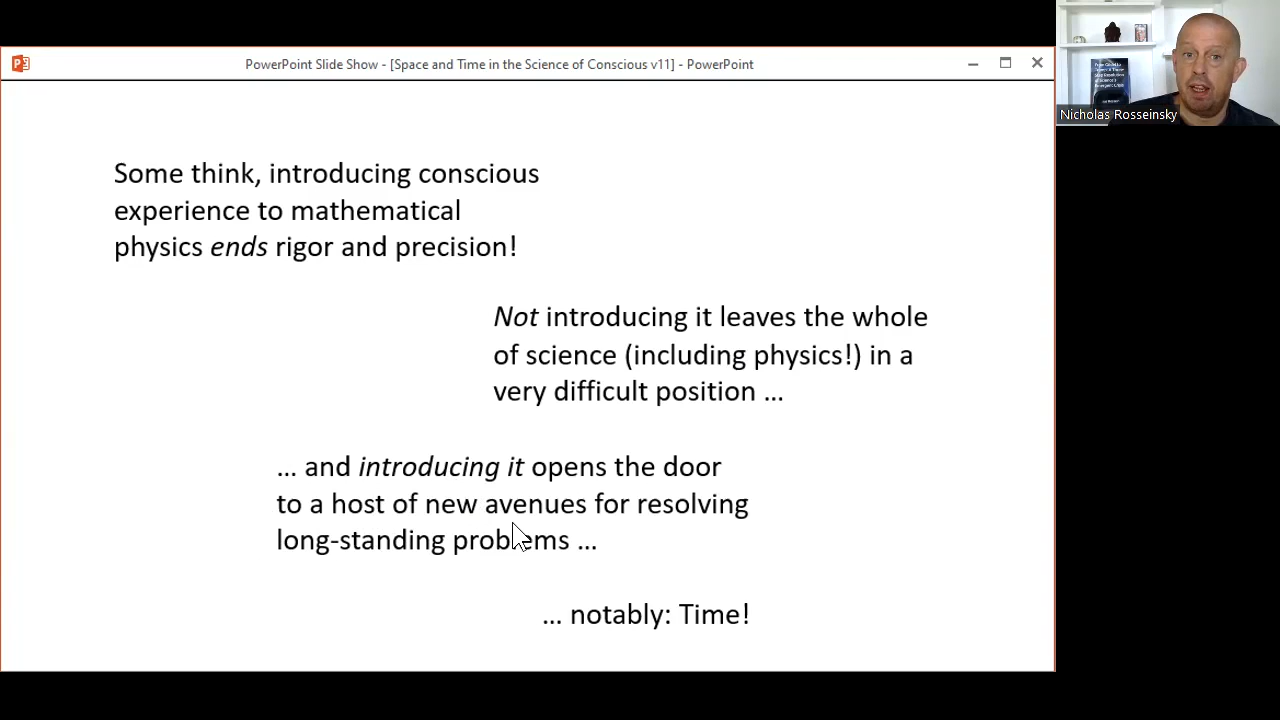 PowerPoint Slide Show - [Space and Time in the Science of Conscious v11] - PowerPoint
Nicholas Rosseinsky
Some think, introducing conscious
experience to mathematical
physics ends rigor and precision!
Not introducing it leaves the whole
of science (including physics!) in a
very difficult position ...
... and introducing it opens the door
to a host of new avenues for resolving
long-standing problems ...
... notably: Time!